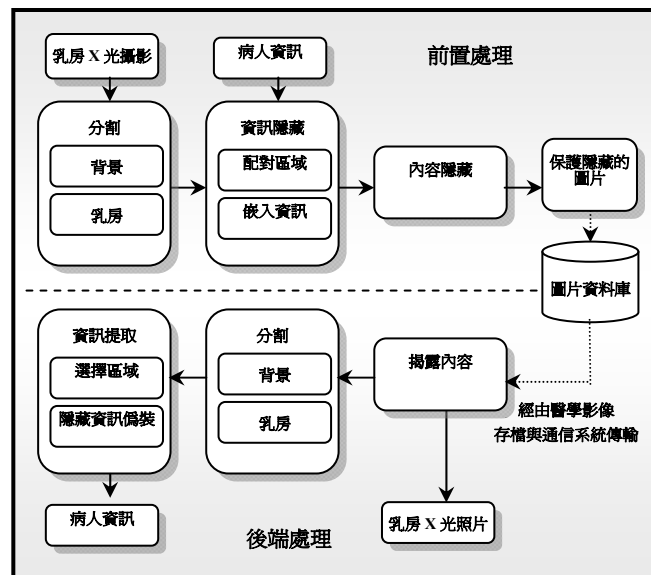 乳房 X 光攝影
病人資訊
前置處理
分割
背景
乳房
資訊隱藏
配對區域
嵌入資訊
內容隱藏
保護隱藏的
圖片
圖片資料庫
資訊提取
選擇區域
隱藏資訊偽裝
分割
背景
乳房
揭露內容
經由醫學影像
存檔與通信系統傳輸
病人資訊
後端處理
乳房 X 光照片